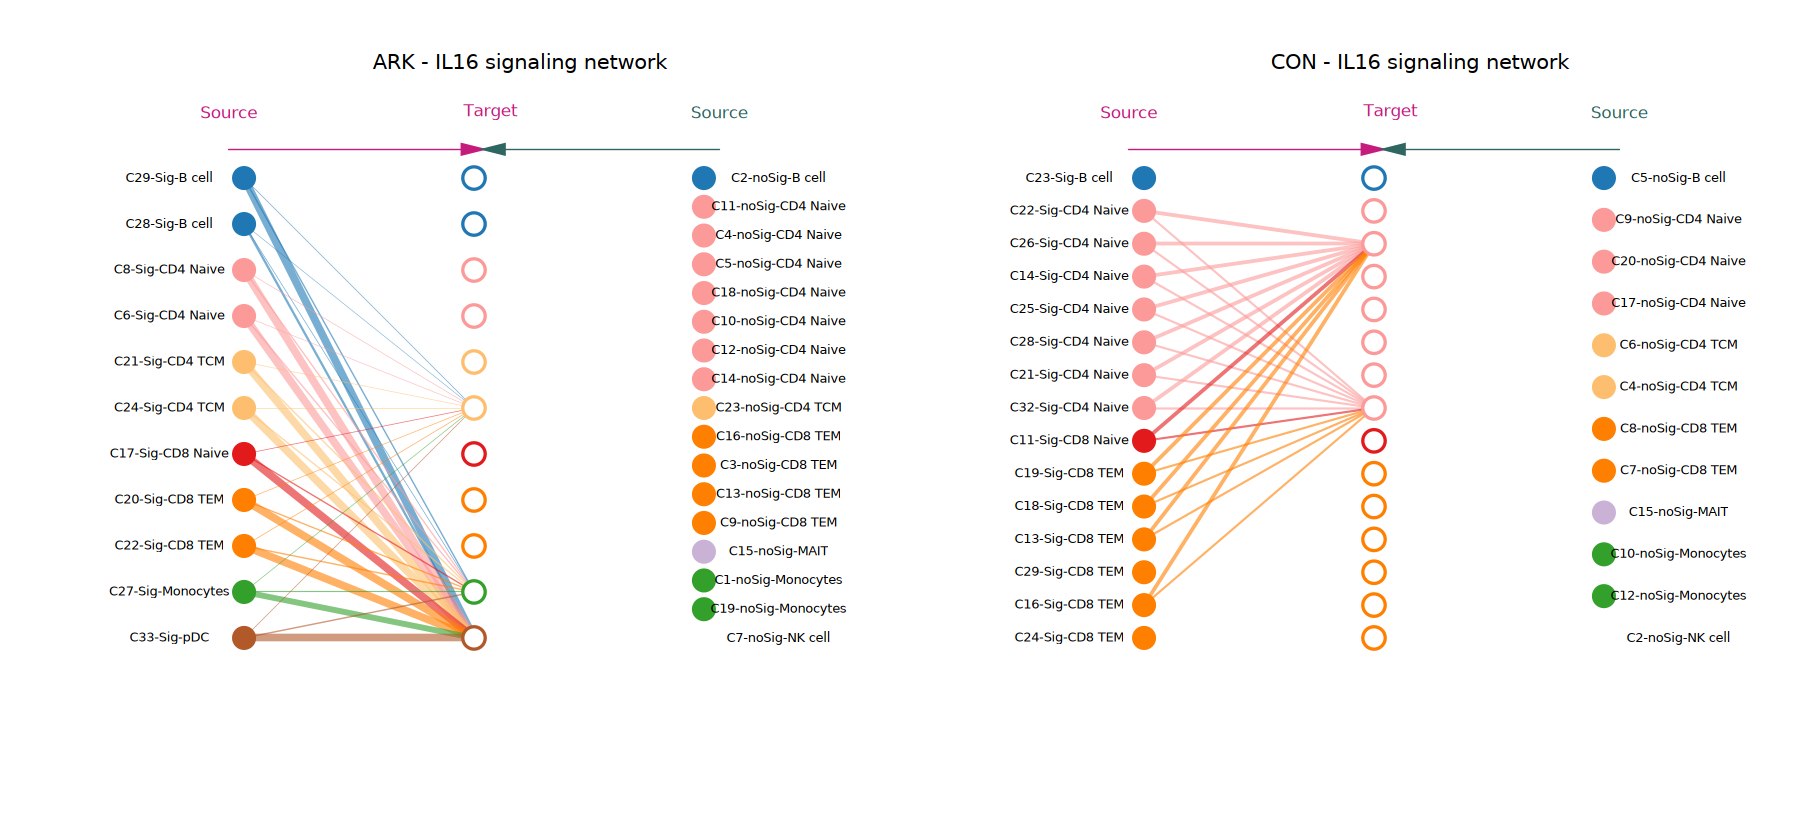 ARK - IL16 signaling network
Source
Target
Source
C29-Sig-B cell
C28-Sig-B cell
C8-Sig-CD4 Naive
C6-Sig-CD4 Naive
C21-Sig-CD4 TCM
C24-Sig-CD4 TCM
C17-Sig-CD8 Naive
C20-Sig-CD8 TEM
C22-Sig-CD8 TEM
C27-Sig-Monocytes
C33-Sig-pDC
C2-noSig-B cell
C11-noSig-CD4 Naive
C4-noSig-CD4 Naive
C5-noSig-CD4 Naive
C18-noSig-CD4 Naive
C10-noSig-CD4 Naive
C12-noSig-CD4 Naive
C14-noSig-CD4 Naive
C23-noSig-CD4 TCM
C16-noSig-CD8 TEM
C3-noSig-CD8 TEM
C13-noSig-CD8 TEM
C9-noSig-CD8 TEM
C15-noSig-MAIT
C1-noSig-Monocytes
C19-noSig-Monocytes
C7-noSig-NK cell
CON - IL16 signaling network
Source
Target
Source
C23-Sig-B cell
C22-Sig-CD4 Naive
C26-Sig-CD4 Naive
C14-Sig-CD4 Naive
C25-Sig-CD4 Naive
C28-Sig-CD4 Naive
C21-Sig-CD4 Naive
C32-Sig-CD4 Naive
C11-Sig-CD8 Naive
C19-Sig-CD8 TEM
C18-Sig-CD8 TEM
C13-Sig-CD8 TEM
C29-Sig-CD8 TEM
C16-Sig-CD8 TEM
C24-Sig-CD8 TEM
C5-noSig-B cell
C9-noSig-CD4 Naive
C20-noSig-CD4 Naive
C17-noSig-CD4 Naive
C6-noSig-CD4 TCM
C4-noSig-CD4 TCM
C8-noSig-CD8 TEM
C7-noSig-CD8 TEM
C15-noSig-MAIT
C10-noSig-Monocytes
C12-noSig-Monocytes
C2-noSig-NK cell